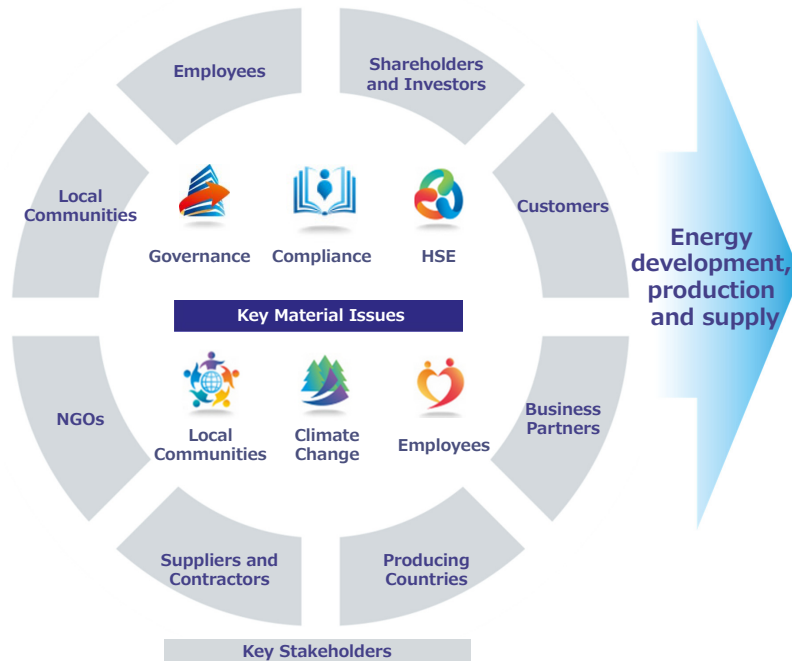 Employees
Shareholders
and Investors
Local
Communities
Customers
Governance
Compliance
HSE
Energy
development,
production
and supply
Key Material Issues
NGOs
Business
Partners
Local
Communities
Climate
Change
Employees
Suppliers and
Contractors
Producing
Countries
Key Stakeholders